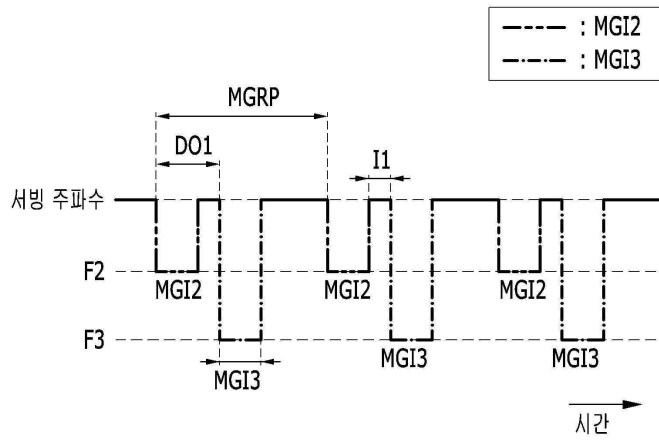 : MGI2
: MGI3
MGRP
DO1
I1
서빙 주파수
F2
MGI2
MGI2
MGI2
F3
MGI3
MGI3
MGI3
시간